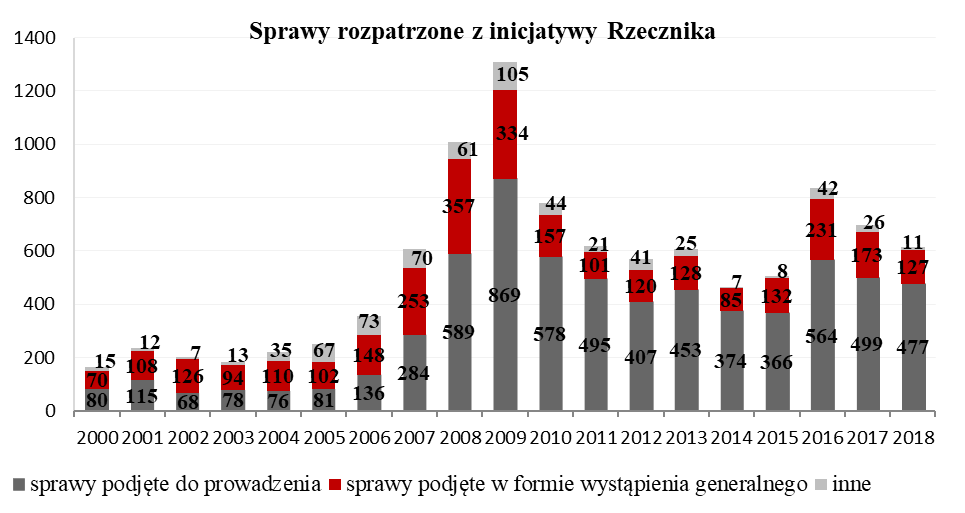 Sprawy rozpatrzone z inicjatywy Rzecznika
1400
1200
1000
800
600
400
200
0
15 12 7 13 35 67 73 70 61 105 44 21 41 25 7 8 42 26 11
70 108 126 94 110 102 148 253 357 334 157 101 120 128 85 132 231 173 127
80 115 68 78 76 81 136 284 589 869 578 495 407 453 374 366 564 499 477
2000 2001 2002 2003 2004 2005 2006 2007 2008 2009 2010 2011 2012 2013 2014 2015 2016 2017 2018
sprawy podjęte do prowadzenia sprawy podjęte w formie wystąpienia generalnego inne